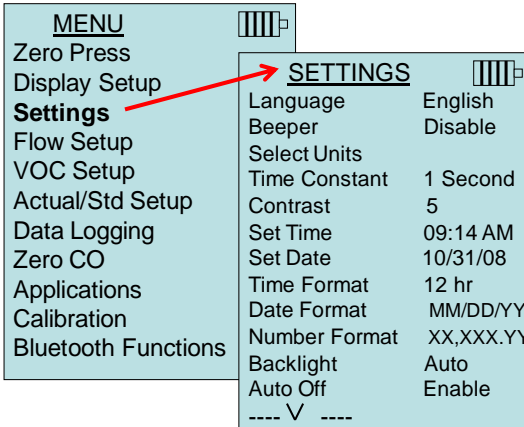 MENU
Zero Press
Display Setup
Settings
Flow Setup
VOC Setup
Actual/Std Setup
Data Logging
Zero CO
Applications
Calibration
Bluetooth Functions
SETTINGS
Language English
Beeper Disable
Select Units
Time Constant 1 Second
Contrast 5
Set Time 09:14 AM
Set Date 10/31/08
Time Format 12 hr
Date Format MM/DD/YY
Number Format XX,XXX.YY
Backlight Auto
Auto Off Enable
---- V ----